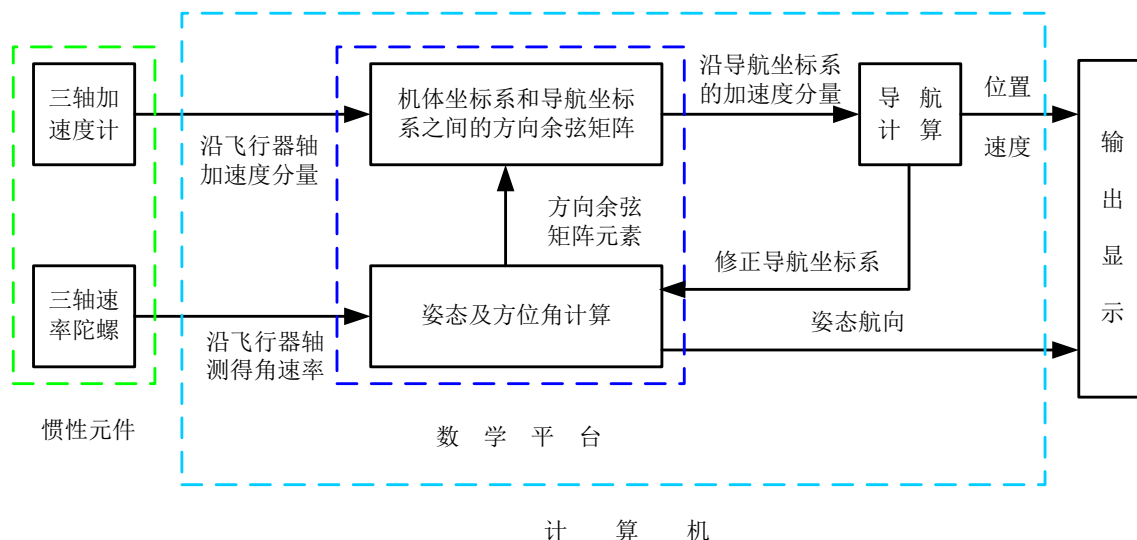 三轴加
速度计
沿飞行器轴
加速度分量
机体坐标系和导航坐标
系之间的方向余弦矩阵
沿导航坐标系
的加速度分量
导 航
计 算
位置
速度
输
出
显
示
方向余弦
矩阵元素
修正导航坐标系
三轴速
率陀螺
沿飞行器轴
测得角速率
姿态及方位角计算
姿态航向
惯性元件
数 学 平 台
计 算 机